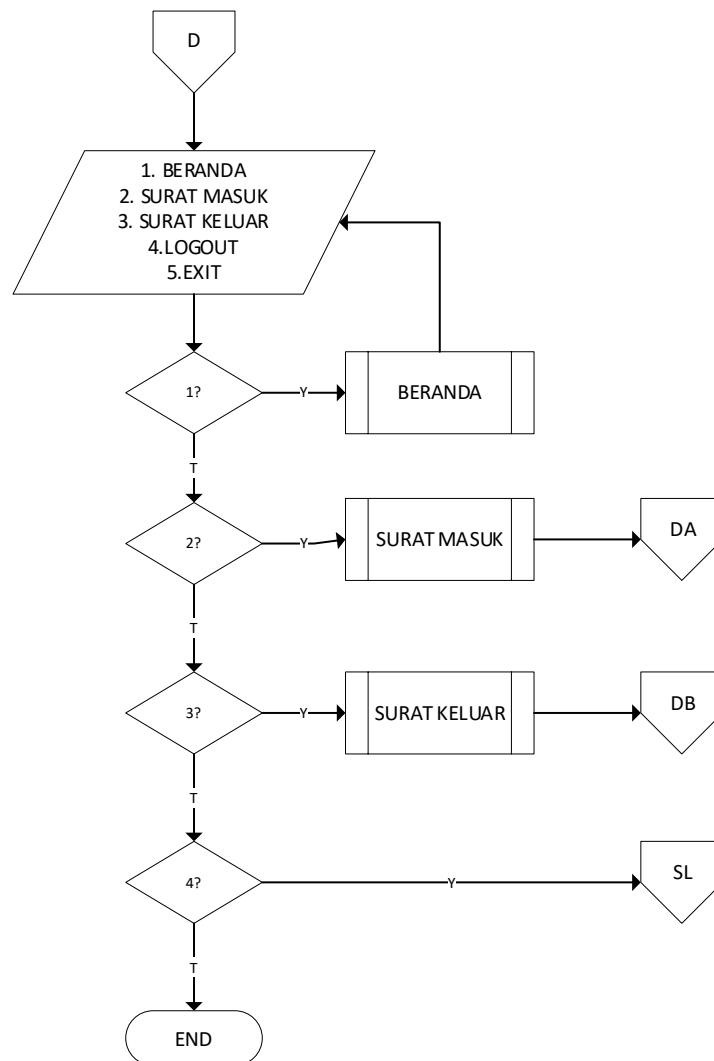 D
1. BERANDA
2. SURAT MASUK
3. SURAT KELUAR
4.LOGOUT
5.EXIT
1?
Y
BERANDA
T
2?
Y
SURAT MASUK
DA
T
3?
Y
SURAT KELUAR
DB
T
4?
Y
SL
T
END